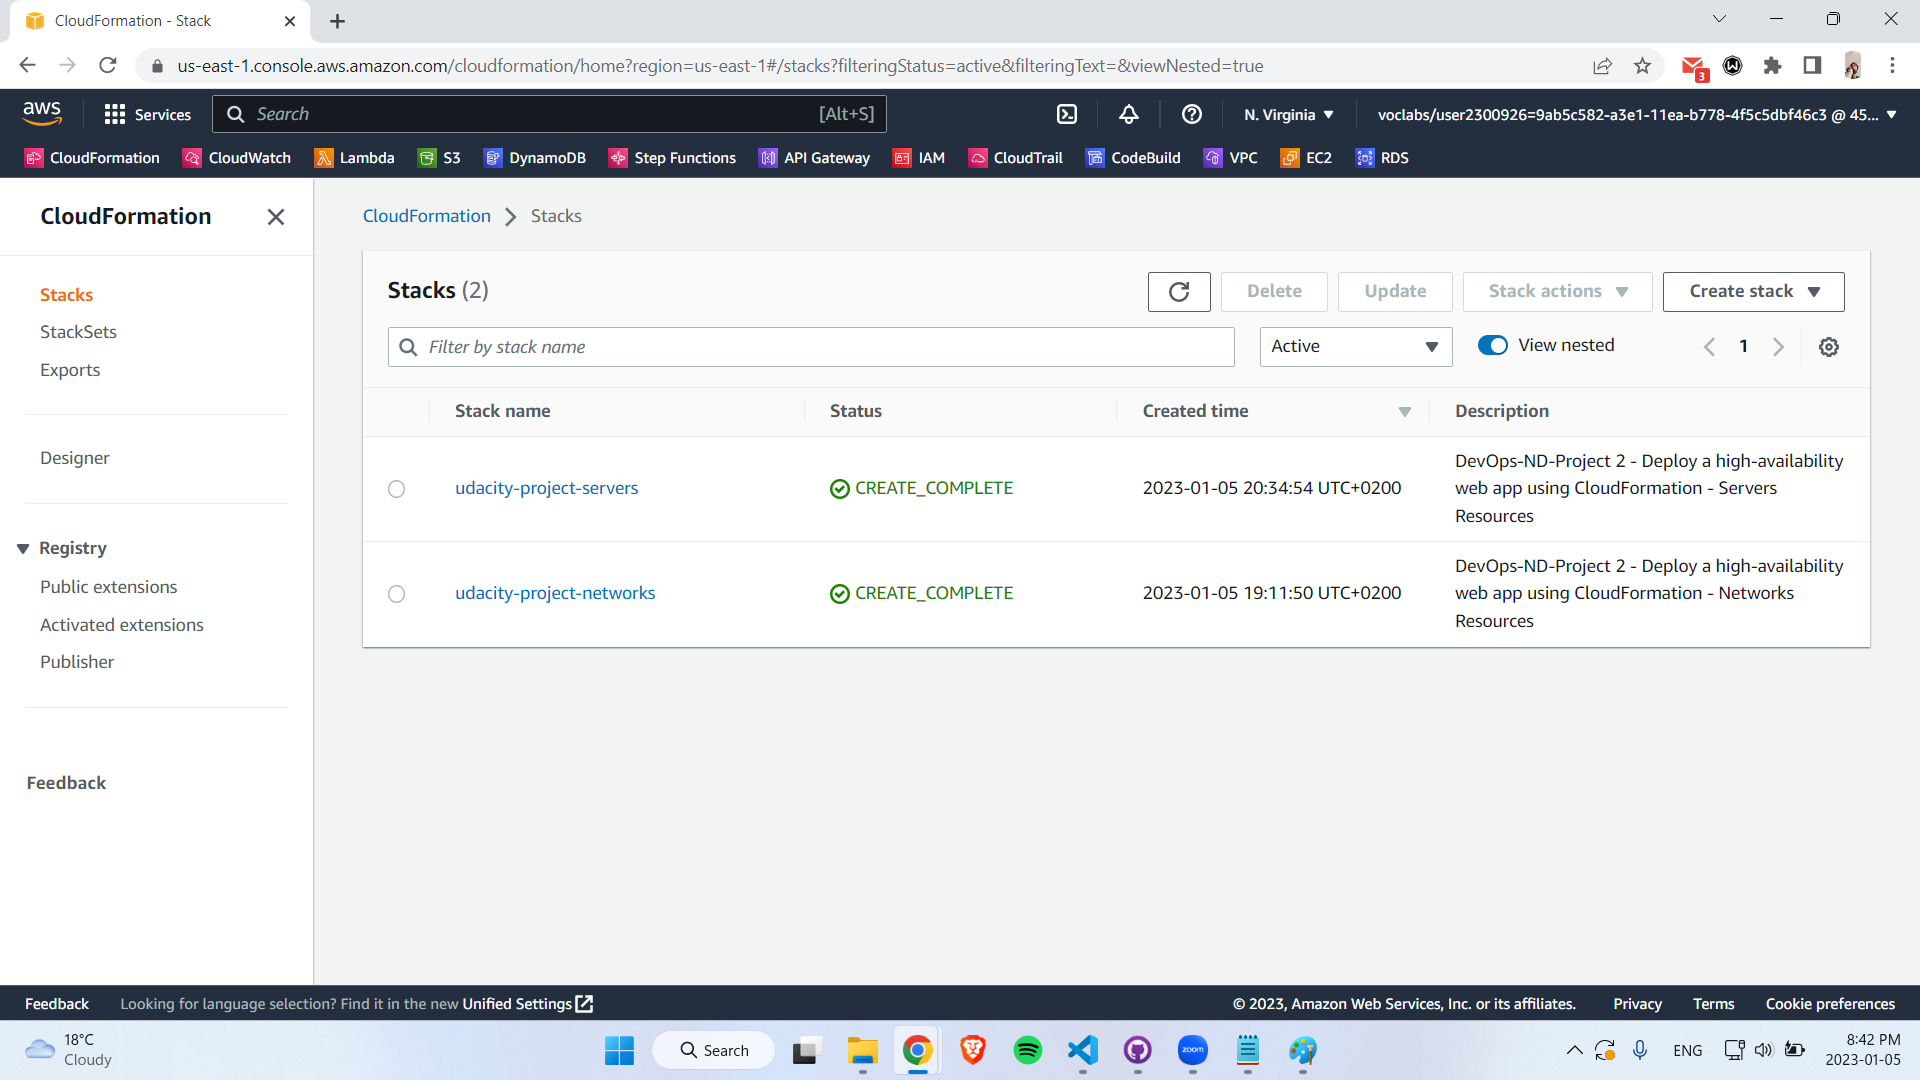 CloudFormation - Stack
us-east-1.console.aws.amazon.com/cloudformation/home?region=us-east-1#/stacks?filteringStatus=active&filteringText=&viewNested=true
3
aws
Services
Search
[Alt+S]
N. Virginia
voclabs/user2300926=9ab5c582-a3e1-11ea-b778-4f5c5dbf46c3 @ 45...
CloudFormation
CloudWatch
Lambda
S3
DynamoDB
Step Functions
API Gateway
IAM
CloudTrail
CodeBuild
VPC
EC2
RDS
CloudFormation
Stacks
StackSets
Exports
Designer
Registry
Public extensions
Activated extensions
Publisher
Feedback
CloudFormation
Stacks
Stacks (2)
Delete
Update
Stack actions
Create stack
Filter by stack name
Active
View nested
1
Stack name
Status
Created time
Description
udacity-project-servers
CREATE_COMPLETE
2023-01-05 20:34:54 UTC+0200
DevOps-ND-Project 2 - Deploy a high-availability
web app using CloudFormation - Servers
Resources
udacity-project-networks
CREATE_COMPLETE
2023-01-05 19:11:50 UTC+0200
DevOps-ND-Project 2 - Deploy a high-availability
web app using CloudFormation - Networks
Resources
Feedback
Looking for language selection? Find it in the new Unified Settings
© 2023, Amazon Web Services, Inc. or its affiliates.
Privacy
Terms
Cookie preferences
18°C
Cloudy
Search
zoom
ENG
8:42 PM
2023-01-05